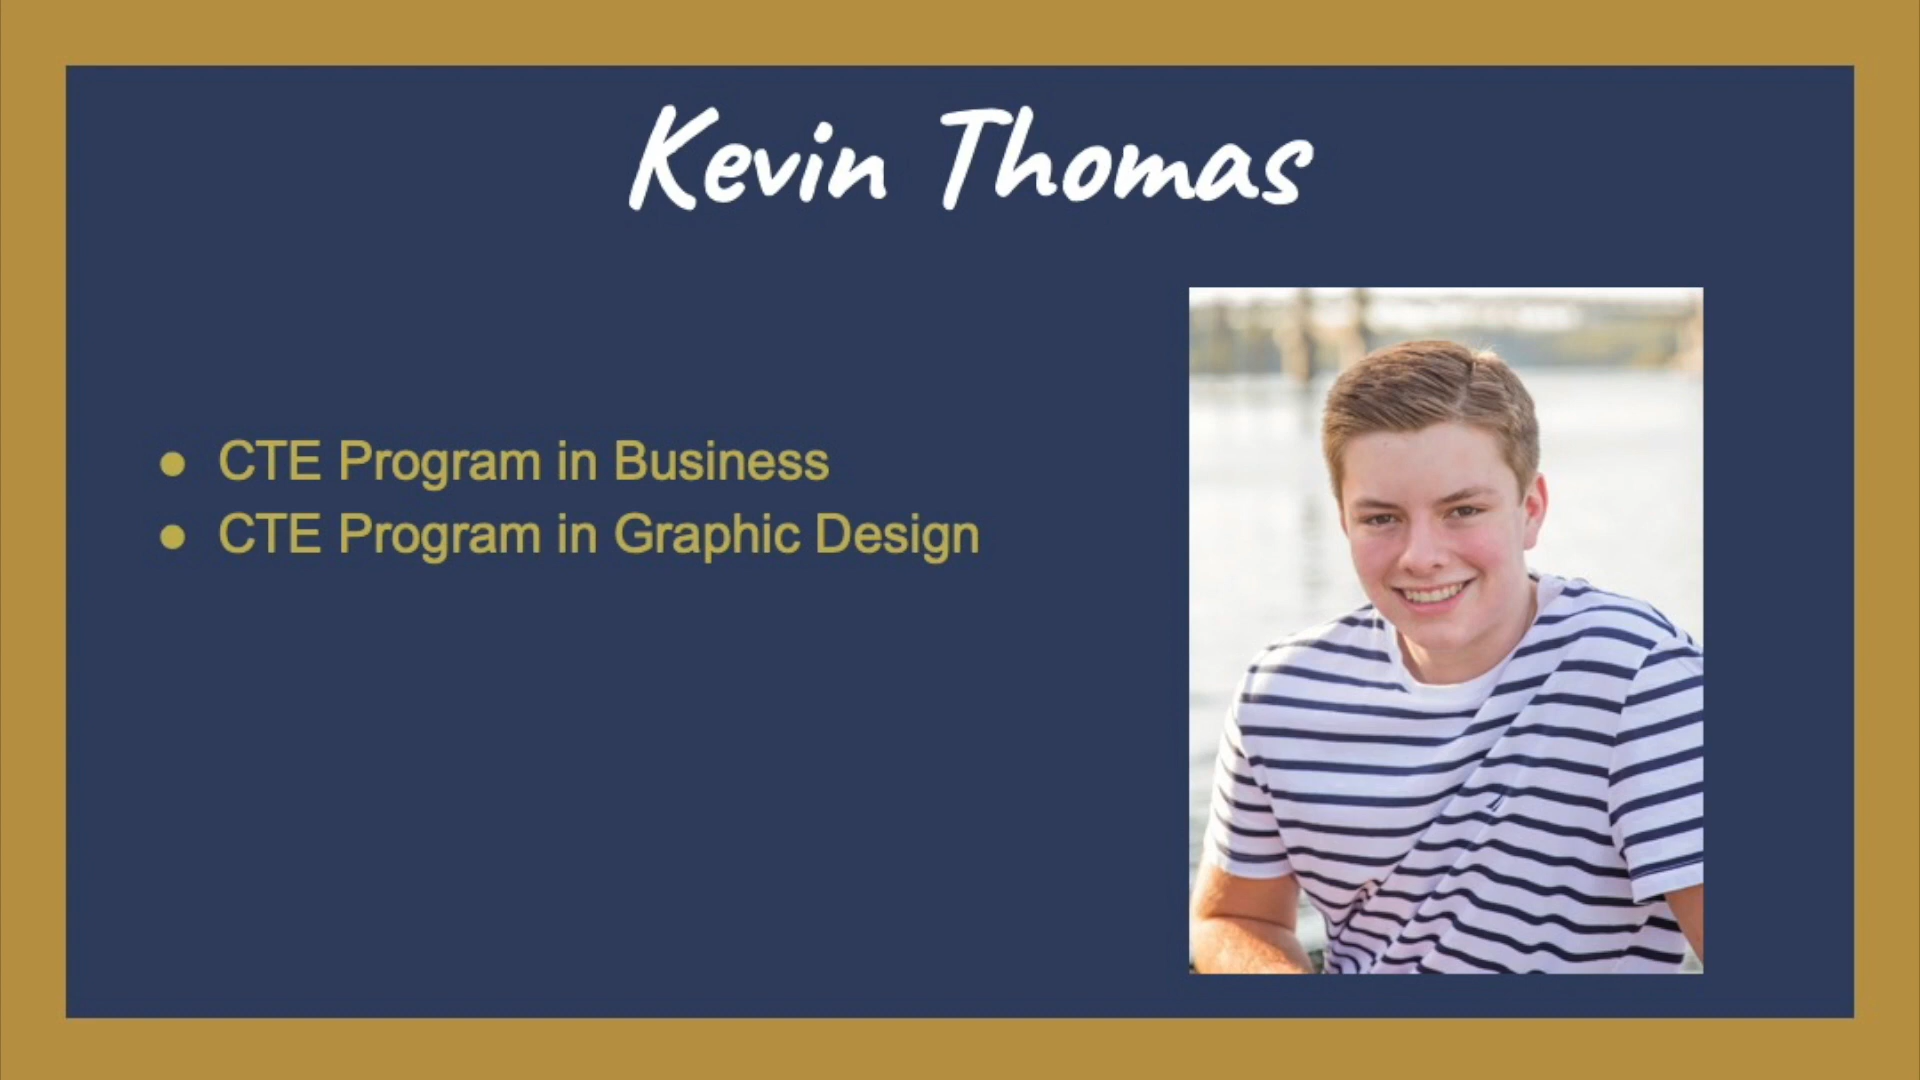 Kevin Thomas
● CTE Program in Business
● CTE Program in Graphic Design